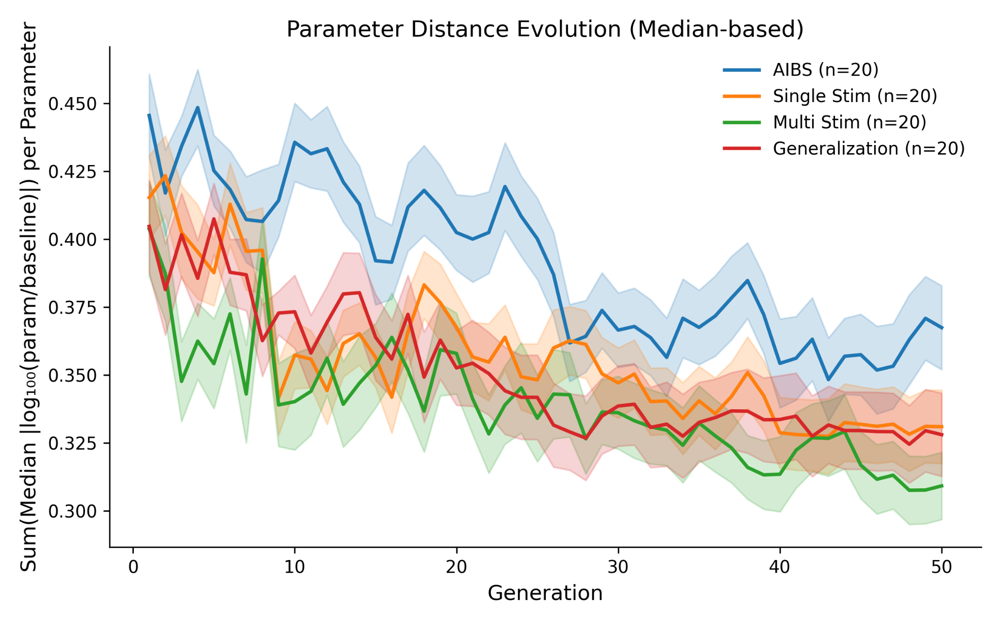 Parameter Distance Evolution (Median-based)
AIBS (n=20)
Single Stim (n=20)
Multi Stim (n=20)
Generalization (n=20)
Sum(Median |log₁₀₀(param/baseline)|) per Parameter
0.450
0.425
0.400
0.375
0.350
0.325
0.300
0 10 20 30 40 50
Generation